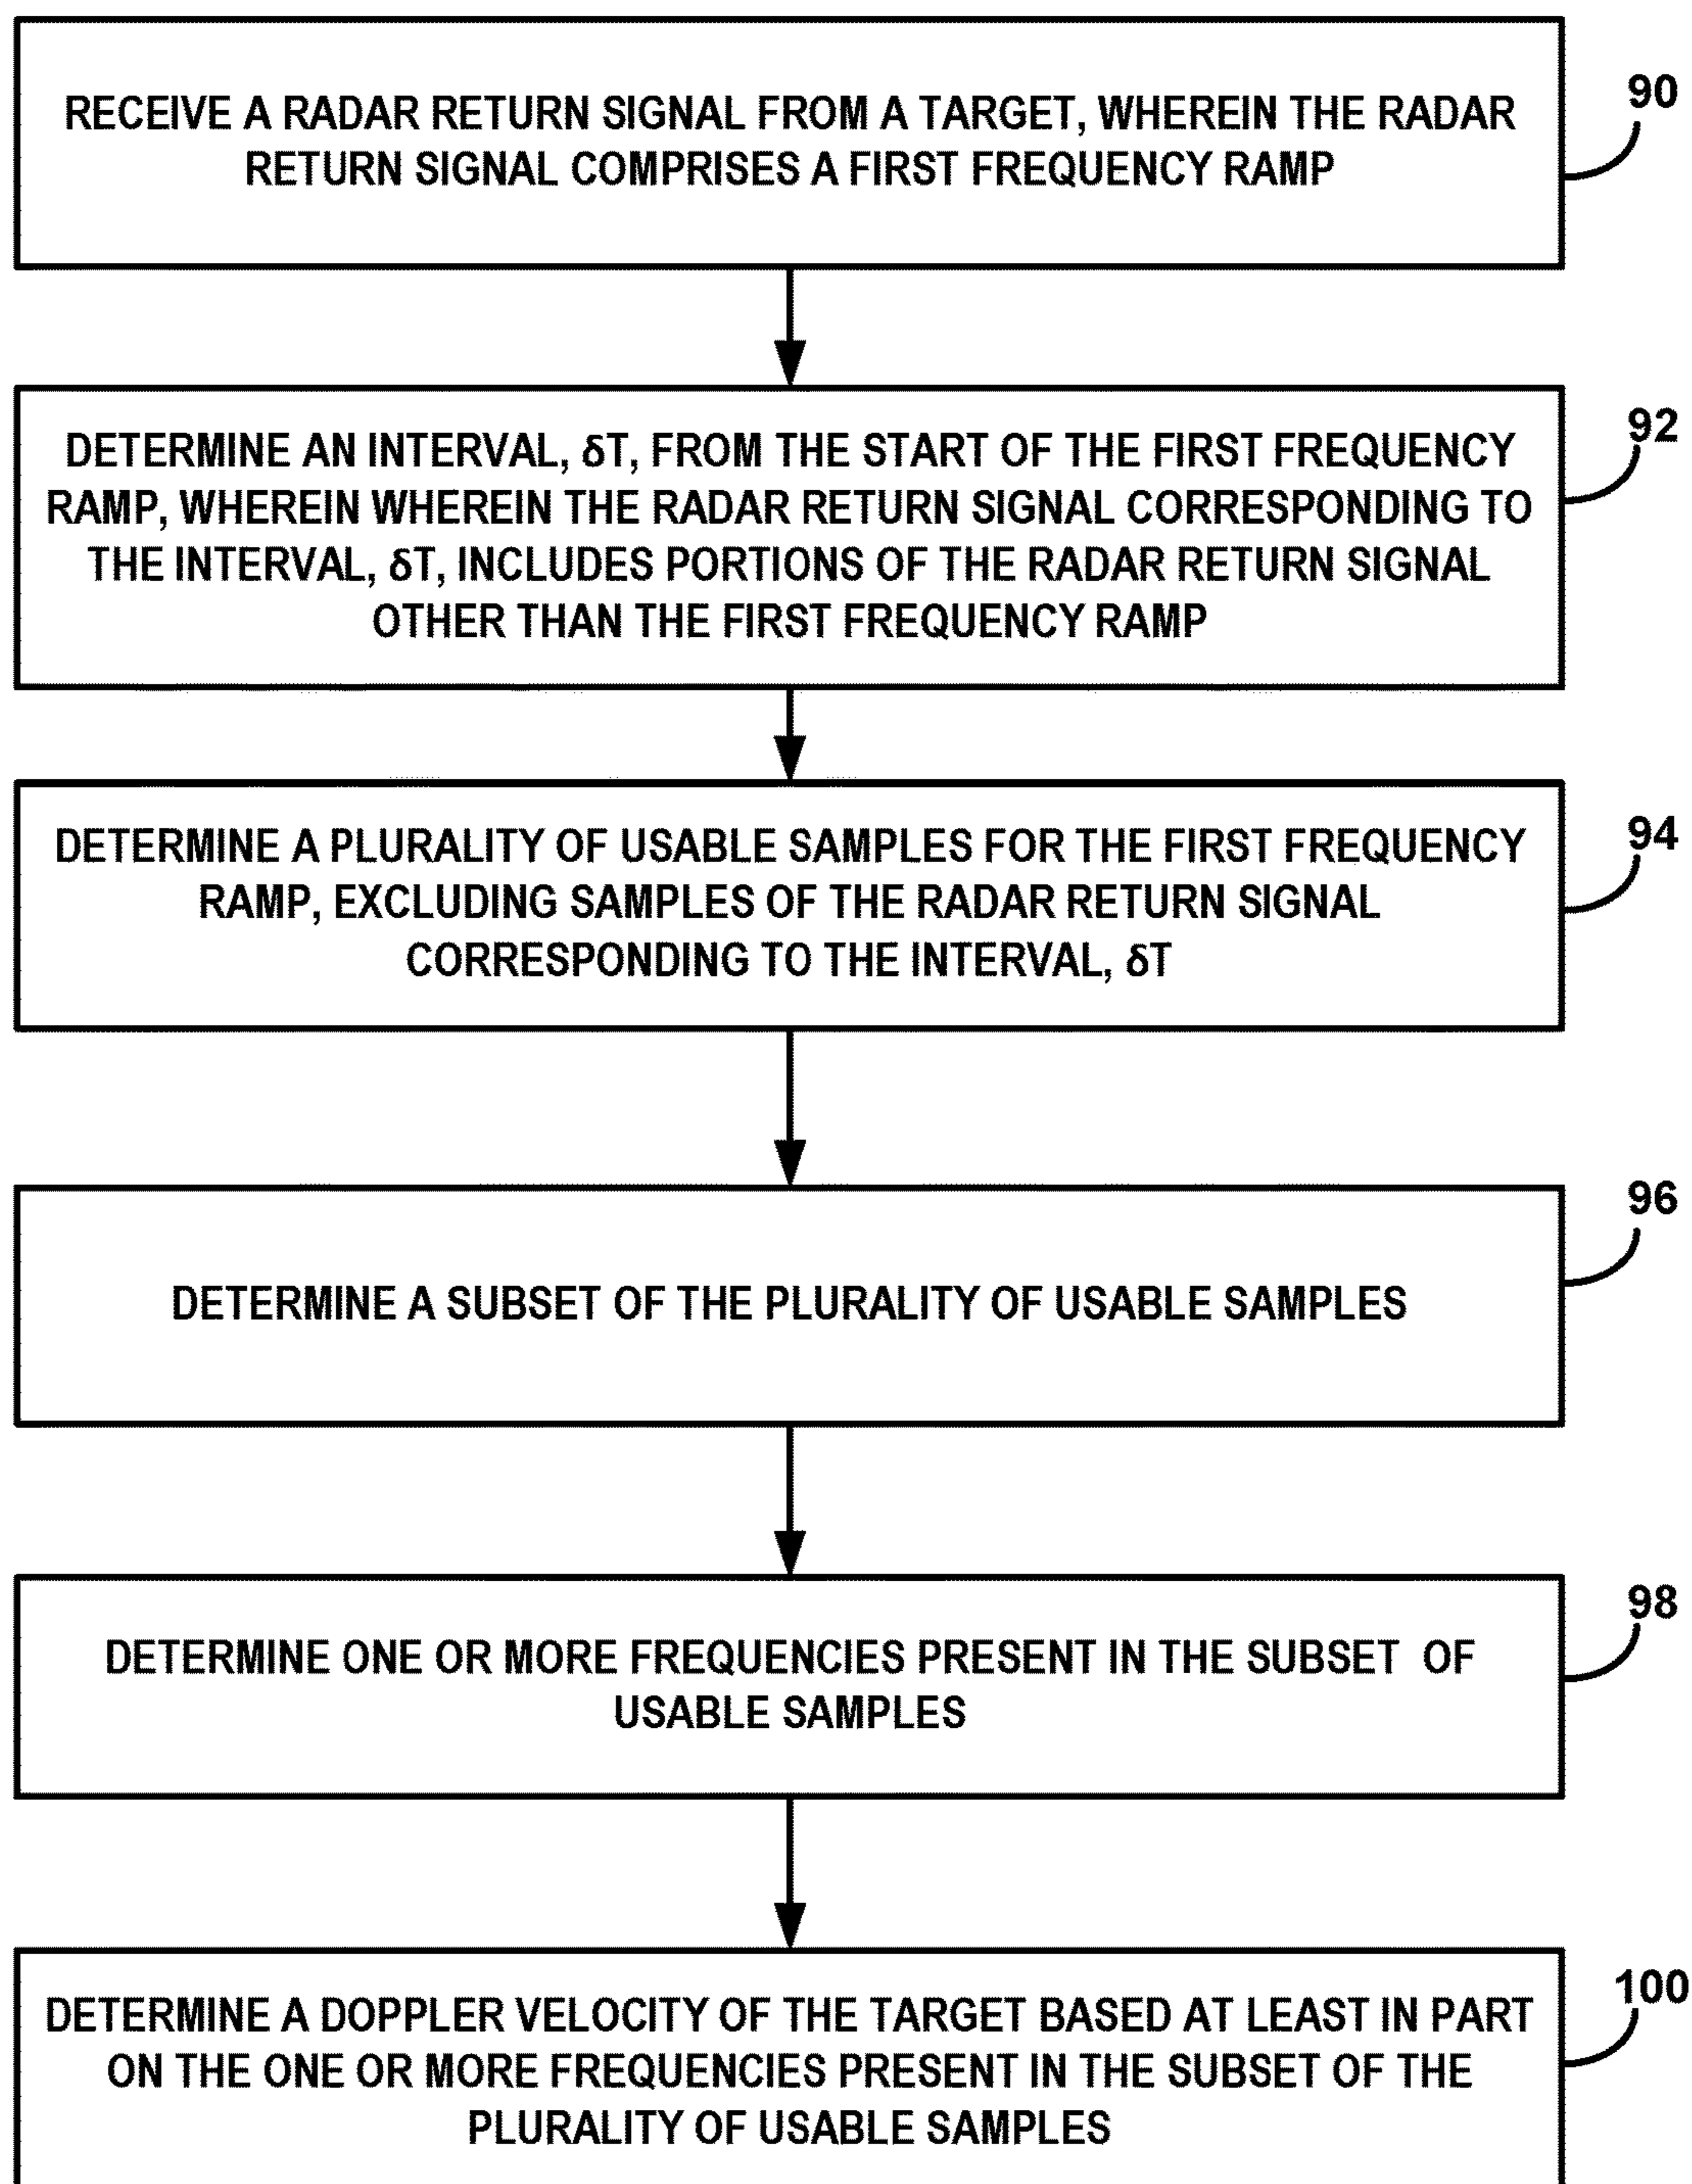 RECEIVE A RADAR RETURN SIGNAL FROM A TARGET, WHEREIN THE RADAR
RETURN SIGNAL COMPRISES A FIRST FREQUENCY RAMP
90
DETERMINE AN INTERVAL, δT, FROM THE START OF THE FIRST FREQUENCY
RAMP, WHEREIN WHEREIN THE RADAR RETURN SIGNAL CORRESPONDING TO
THE INTERVAL, δT, INCLUDES PORTIONS OF THE RADAR RETURN SIGNAL
OTHER THAN THE FIRST FREQUENCY RAMP
92
DETERMINE A PLURALITY OF USABLE SAMPLES FOR THE FIRST FREQUENCY
RAMP, EXCLUDING SAMPLES OF THE RADAR RETURN SIGNAL
CORRESPONDING TO THE INTERVAL, δT
94
DETERMINE A SUBSET OF THE PLURALITY OF USABLE SAMPLES
96
DETERMINE ONE OR MORE FREQUENCIES PRESENT IN THE SUBSET OF
USABLE SAMPLES
98
DETERMINE A DOPPLER VELOCITY OF THE TARGET BASED AT LEAST IN PART
ON THE ONE OR MORE FREQUENCIES PRESENT IN THE SUBSET OF THE
PLURALITY OF USABLE SAMPLES
100